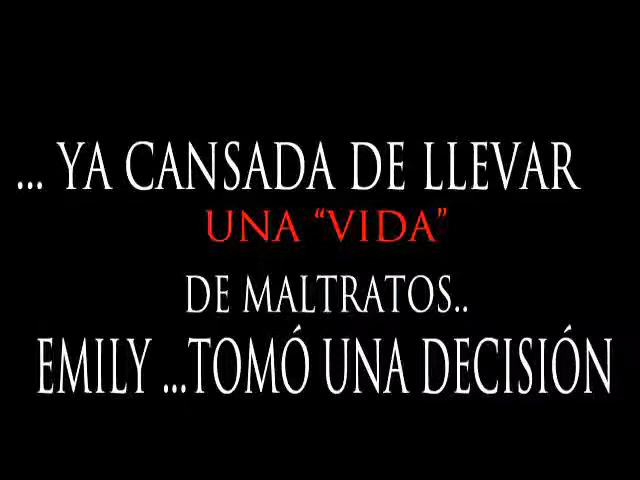 ... YA CANSADA DE LLEVAR
UNA “VIDA”
DE MALTRATOS..
EMILY ...TOMÓ UNA DECISIÓN